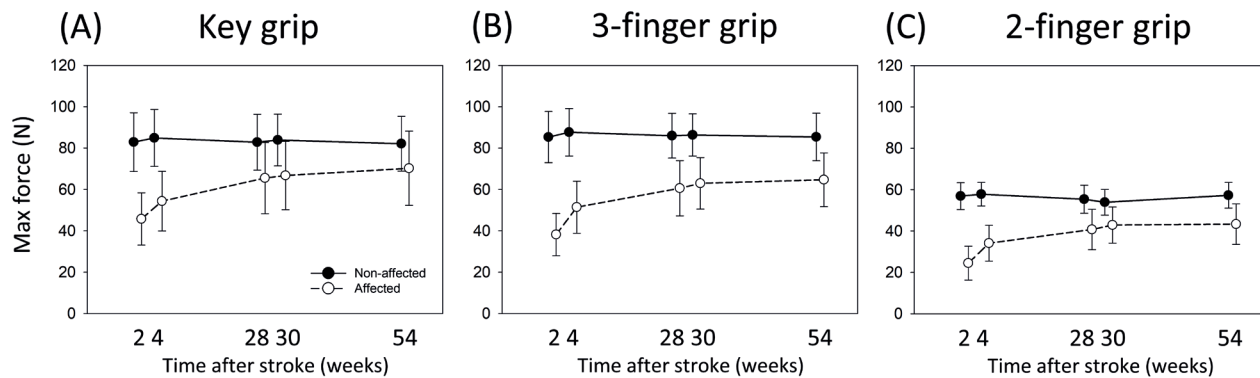 (A) Key grip
Max force (N)
120
100
80
60
40
20
0
Non-affected
Affected
2 4 28 30 54
Time after stroke (weeks)
(B) 3-finger grip
120
100
80
60
40
20
0
2 4 28 30 54
Time after stroke (weeks)
(C) 2-finger grip
120
100
80
60
40
20
0
2 4 28 30 54
Time after stroke (weeks)